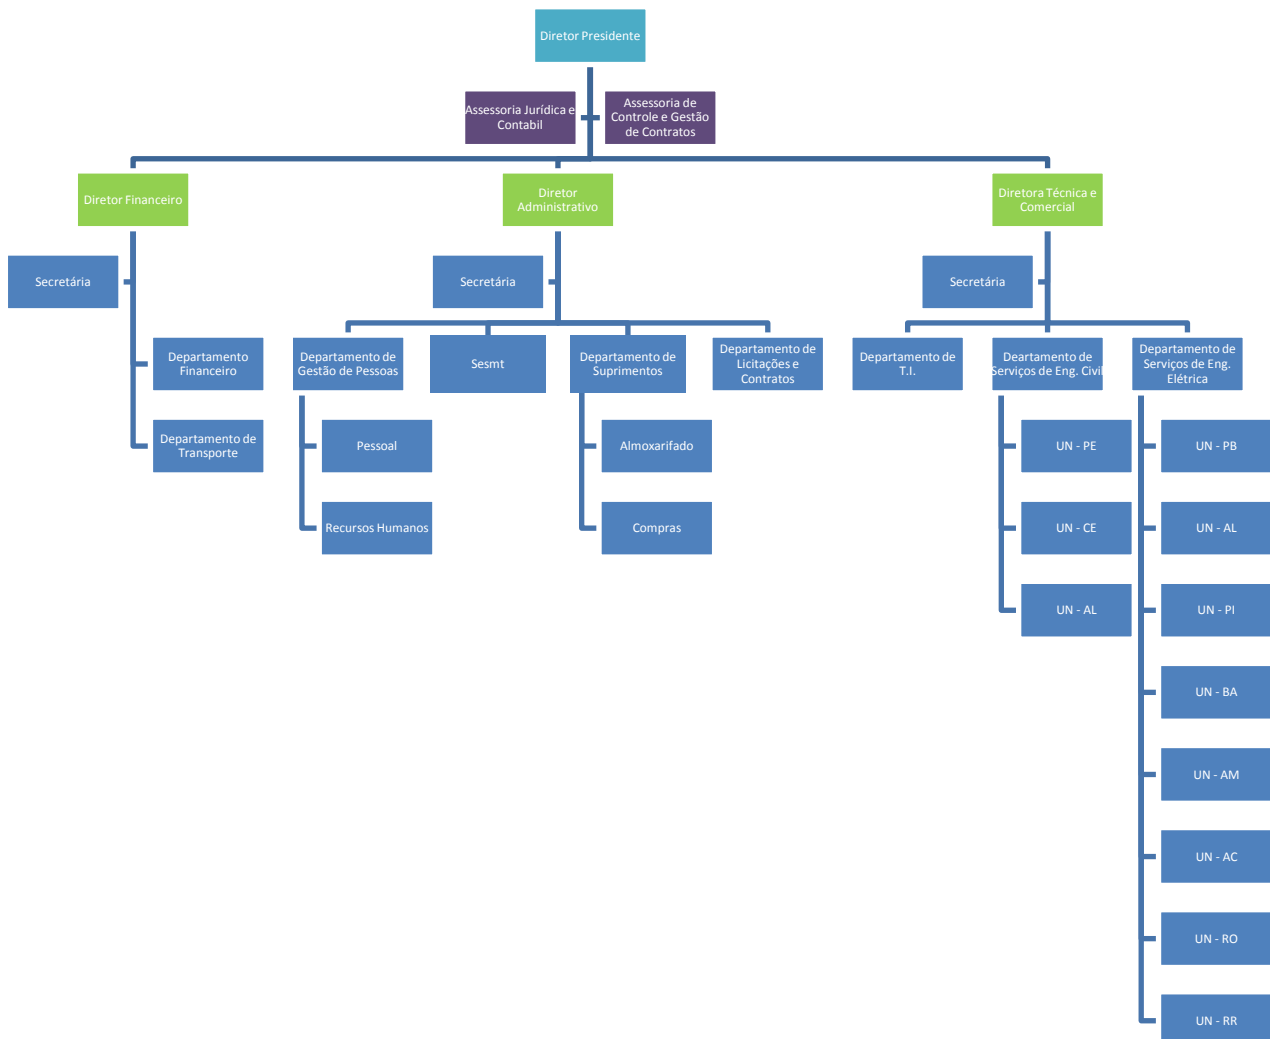 Diretor Presidente
Assessoria Jurídica e
Contabil
Assessoria de
Controle e Gestão
de Contratos
Diretor Financeiro
Diretor
Administrativo
Diretora Técnica e
Comercial
Secretária
Secretária
Secretária
Departamento
Financeiro
Departamento de
Gestão de Pessoas
Sesmt
Departamento de
Suprimentos
Departamento de
Licitações e
Contratos
Departamento de
T.I.
Deartamento de
Serviços de Eng. Civil
Departamento de
Serviços de Eng.
Elétrica
Departamento de
Transporte
Pessoal
Almoxarifado
UN - PE
UN - PB
Recursos Humanos
Compras
UN - CE
UN - AL
UN - AL
UN - PI
UN - BA
UN - AM
UN - AC
UN - RO
UN - RR